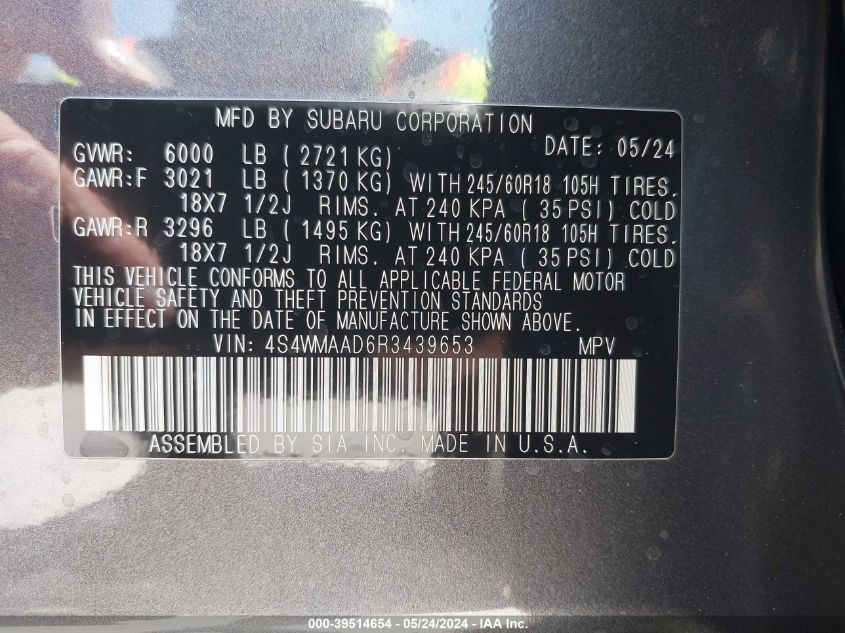 MFD BY SUBARU CORPORATION
DATE: 05/24
GVWR: 6000 LB ( 2721 KG)
GAWR:F 3021 LB ( 1370 KG) WITH 245/60R18 105H TIRES.
18X7 1/2J RIMS. AT 240 KPA ( 35 PSI) COLD
GAWR:R 3296 LB ( 1495 KG) WITH 245/60R18 105H TIRES.
18X7 1/2J RIMS. AT 240 KPA ( 35 PSI) COLD
THIS VEHICLE CONFORMS TO ALL APPLICABLE FEDERAL MOTOR
VEHICLE SAFETY AND THEFT PREVENTION STANDARDS
IN EFFECT ON THE DATE OF MANUFACTURE SHOWN ABOVE.
VIN: 4S4WMAAD6R3439653 MPV
ASSEMBLED BY SIA INC. MADE IN U.S.A.
000-39514654 - 05/24/2024 - IAA Inc.